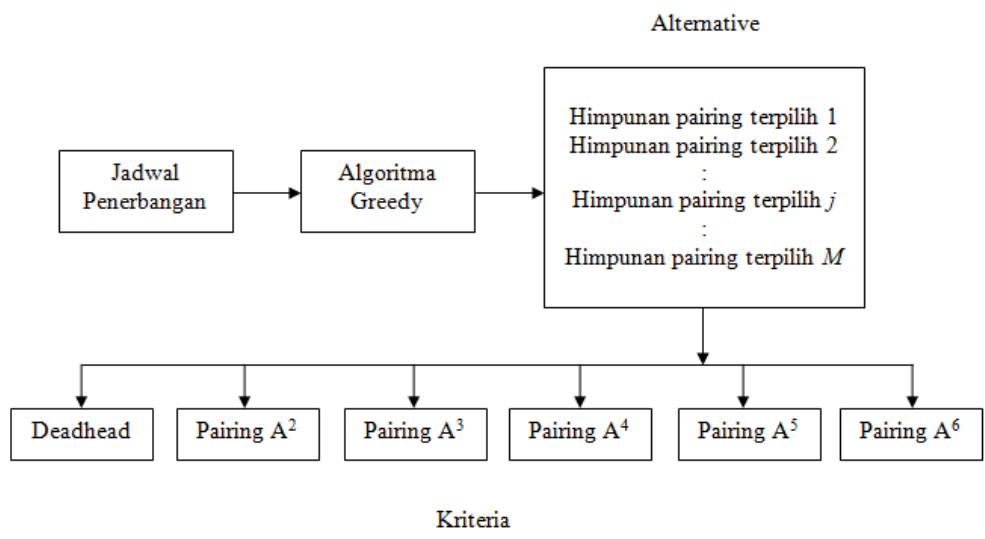 Alternative
Himpunan pairing terpilih 1
Himpunan pairing terpilih 2
:
Himpunan pairing terpilih j
:
Himpunan pairing terpilih M
Jadwal
Penerbangan
Algoritma
Greedy
Deadhead
Pairing A²
Pairing A³
Pairing A⁴
Pairing A⁵
Pairing A⁶
Kriteria